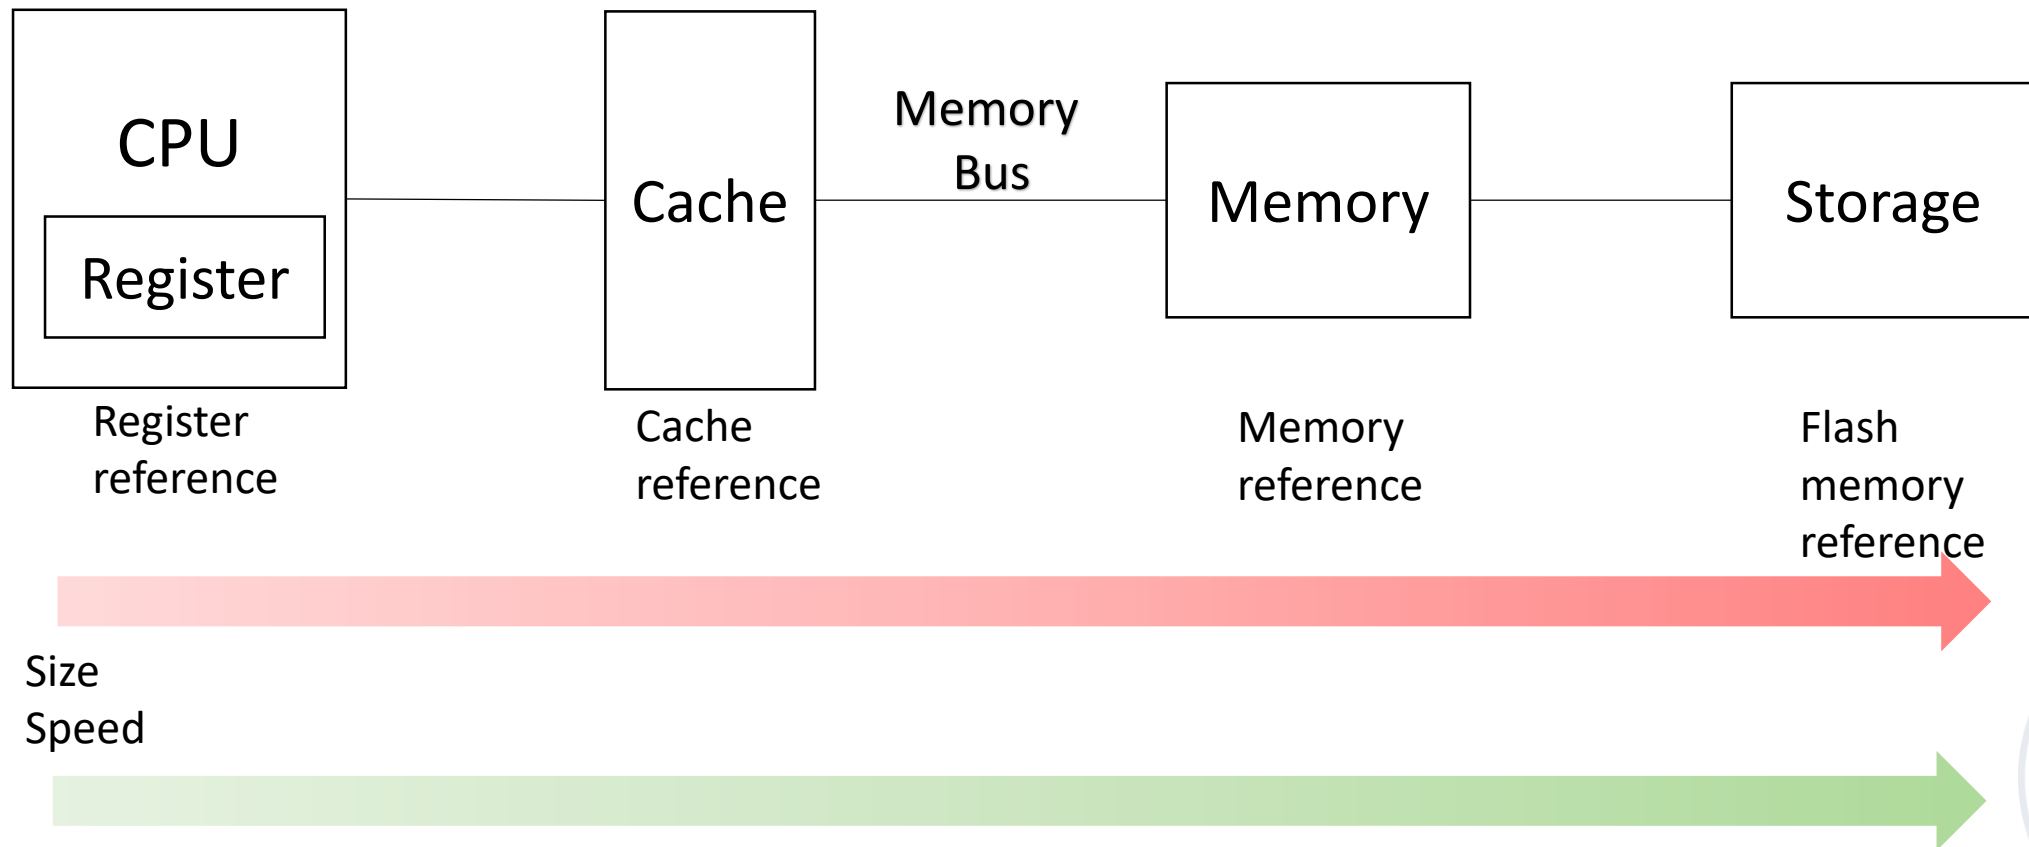 CPU
Register
Cache
Memory
Bus
Memory
Storage
Register
reference
Cache
reference
Memory
reference
Flash
memory
reference
Size
Speed